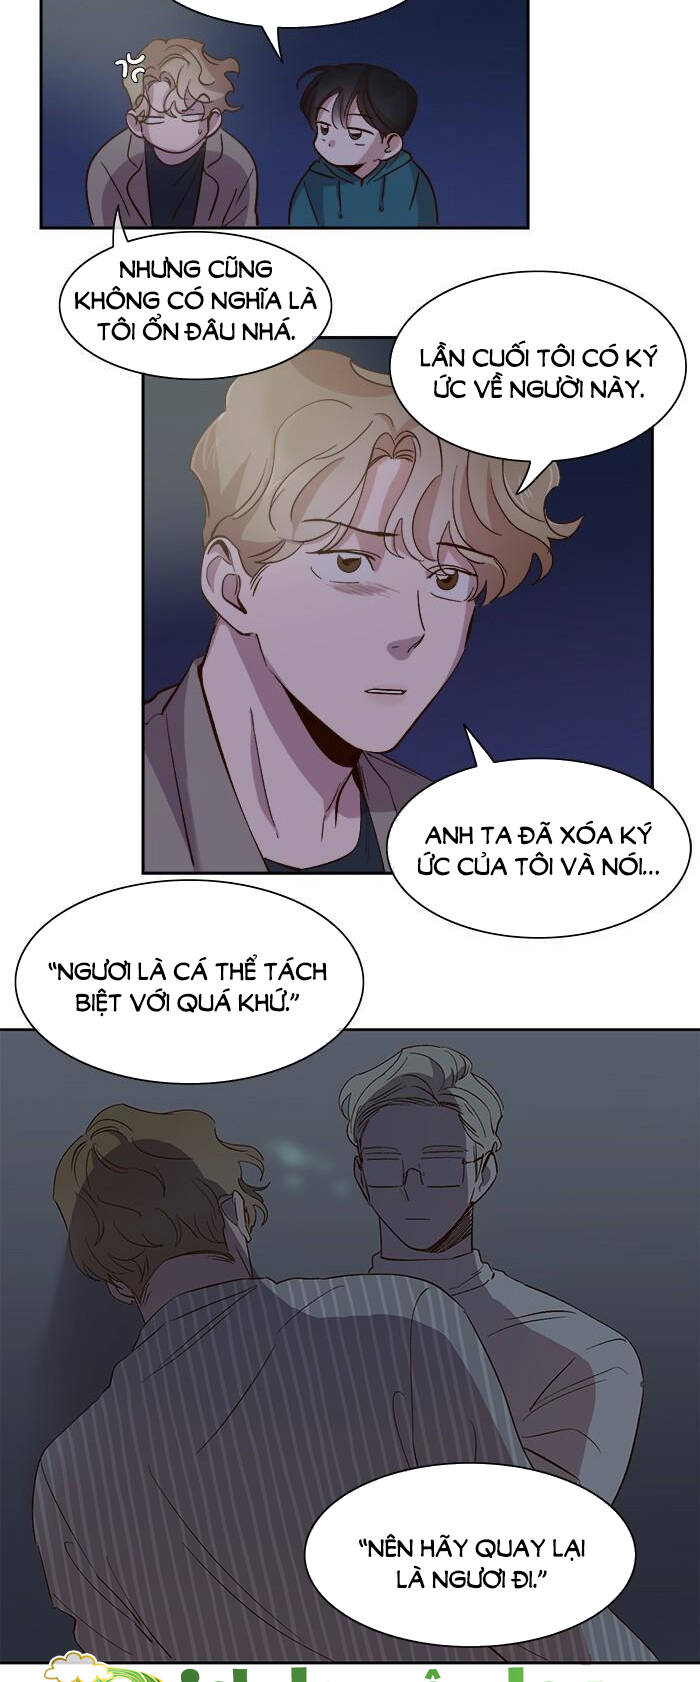 NHƯNG CŨNG
KHÔNG CÓ NGHĨA LÀ
TÔI ỔN ĐÂU NHÁ.
LẦN CUỐI TÔI CÓ KÝ
ỨC VỀ NGƯỜI NÀY.
ANH TA ĐÃ XÓA KÝ
ỨC CỦA TÔI VÀ NÓI...
"NGƯƠI LÀ CÁ THỂ TÁCH
BIỆT VỚI QUÁ KHỨ."
"NÊN HÃY QUAY LẠI
LÀ NGƯƠI ĐI."